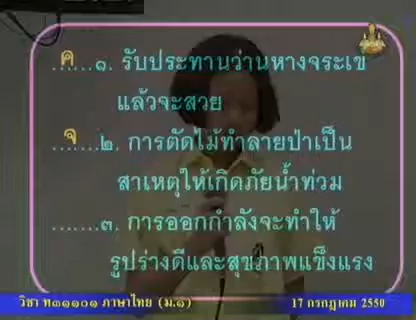 ค ๑. รับประทานว่านหางจระเข้
แล้วจะสวย
จ ๒. การตัดไม้ทำลายป่าเป็น
สาเหตุให้เกิดภัยน้ำท่วม
.......๓. การออกกำลังจะทำให้
รูปร่างดีและสุขภาพแข็งแรง
วิชา ท๓๑๑๐๑ ภาษาไทย (ม.๑) 17 กรกฎาคม 2550